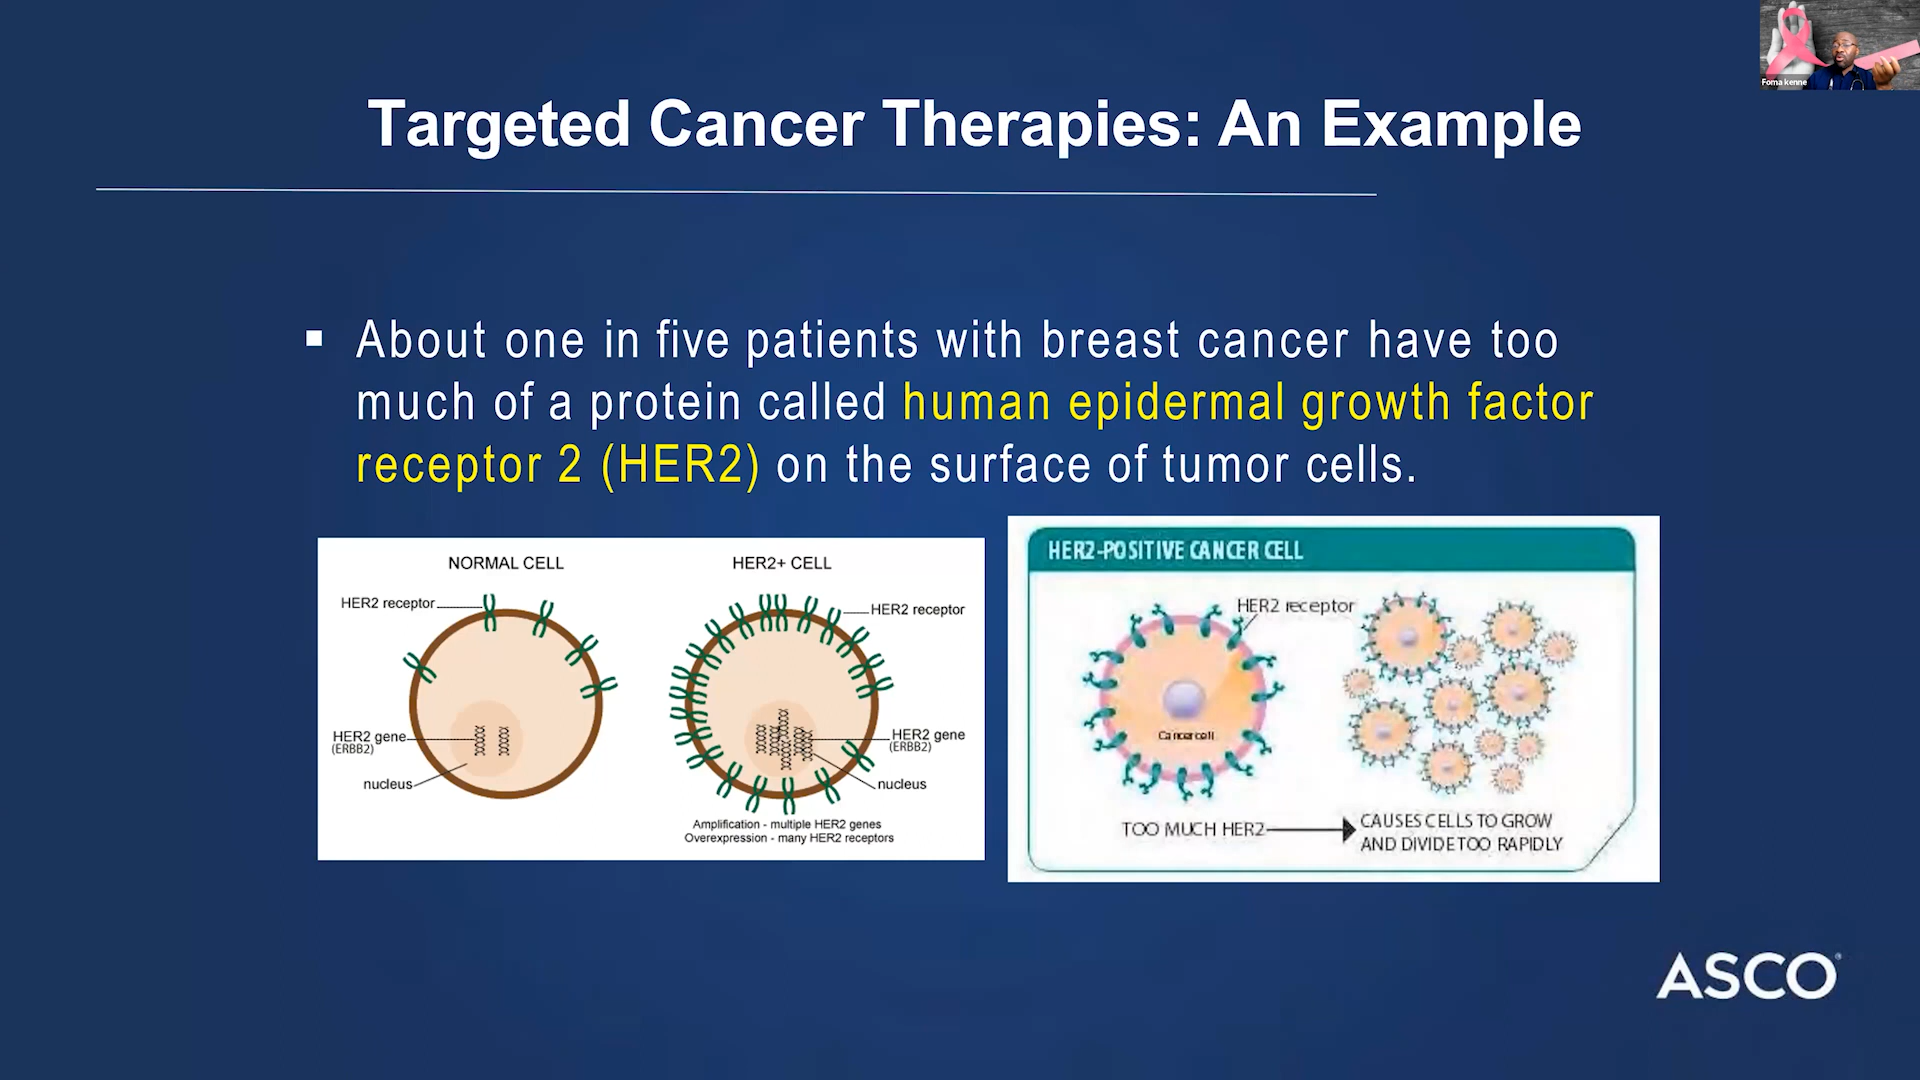 Foma kenne
Targeted Cancer Therapies: An Example
▪ About one in five patients with breast cancer have too
much of a protein called human epidermal growth factor
receptor 2 (HER2) on the surface of tumor cells.
NORMAL CELL
HER2 receptor
HER2 gene
(ERBB2)
nucleus
HER2+ CELL
HER2 receptor
HER2 gene
(ERBB2)
nucleus
Amplification - multiple HER2 genes
Overexpression - many HER2 receptors
HER2-POSITIVE CANCER CELL
HER2 receptor
Cancer cell
TOO MUCH HER2
CAUSES CELLS TO GROW
AND DIVIDE TOO RAPIDLY
ASCO®